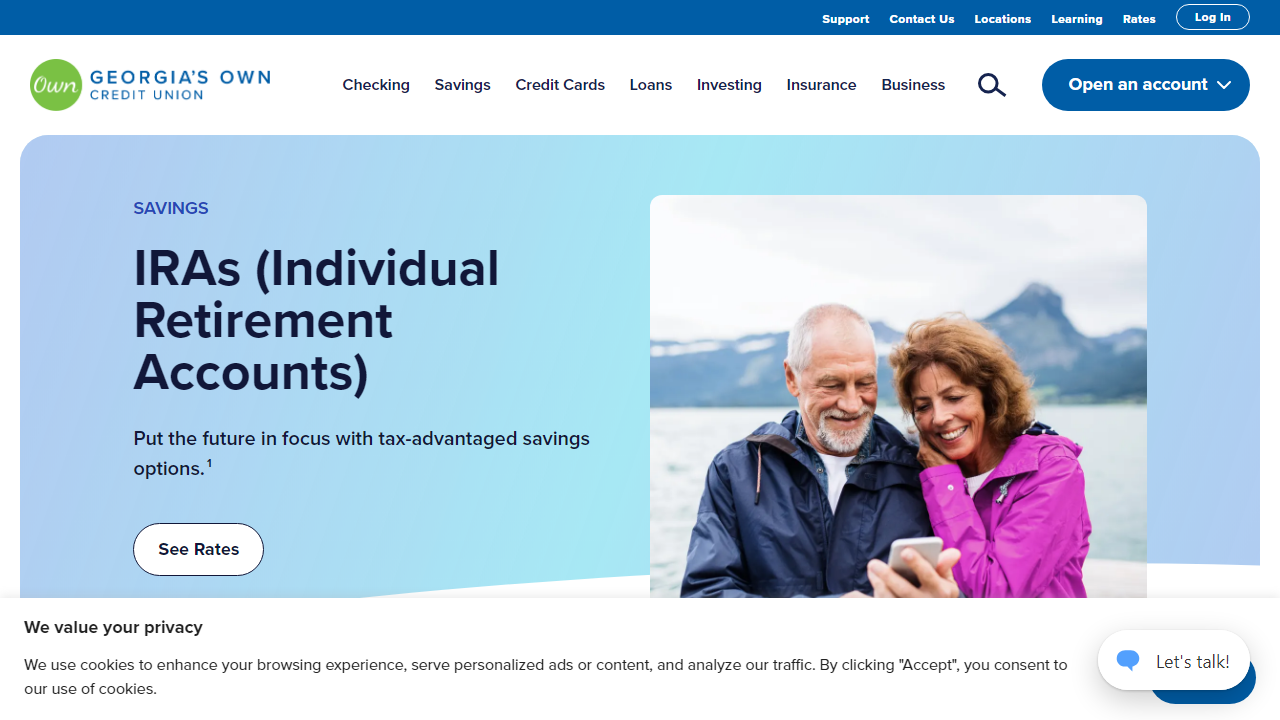 Support Contact Us Locations Learning Rates Log In
Own GEORGIA'S OWN
CREDIT UNION
Checking Savings Credit Cards Loans Investing Insurance Business Open an account
SAVINGS
IRAs (Individual
Retirement
Accounts)
Put the future in focus with tax-advantaged savings
options.¹
See Rates
We value your privacy
We use cookies to enhance your browsing experience, serve personalized ads or content, and analyze our traffic. By clicking "Accept", you consent to
our use of cookies.
Let's talk!